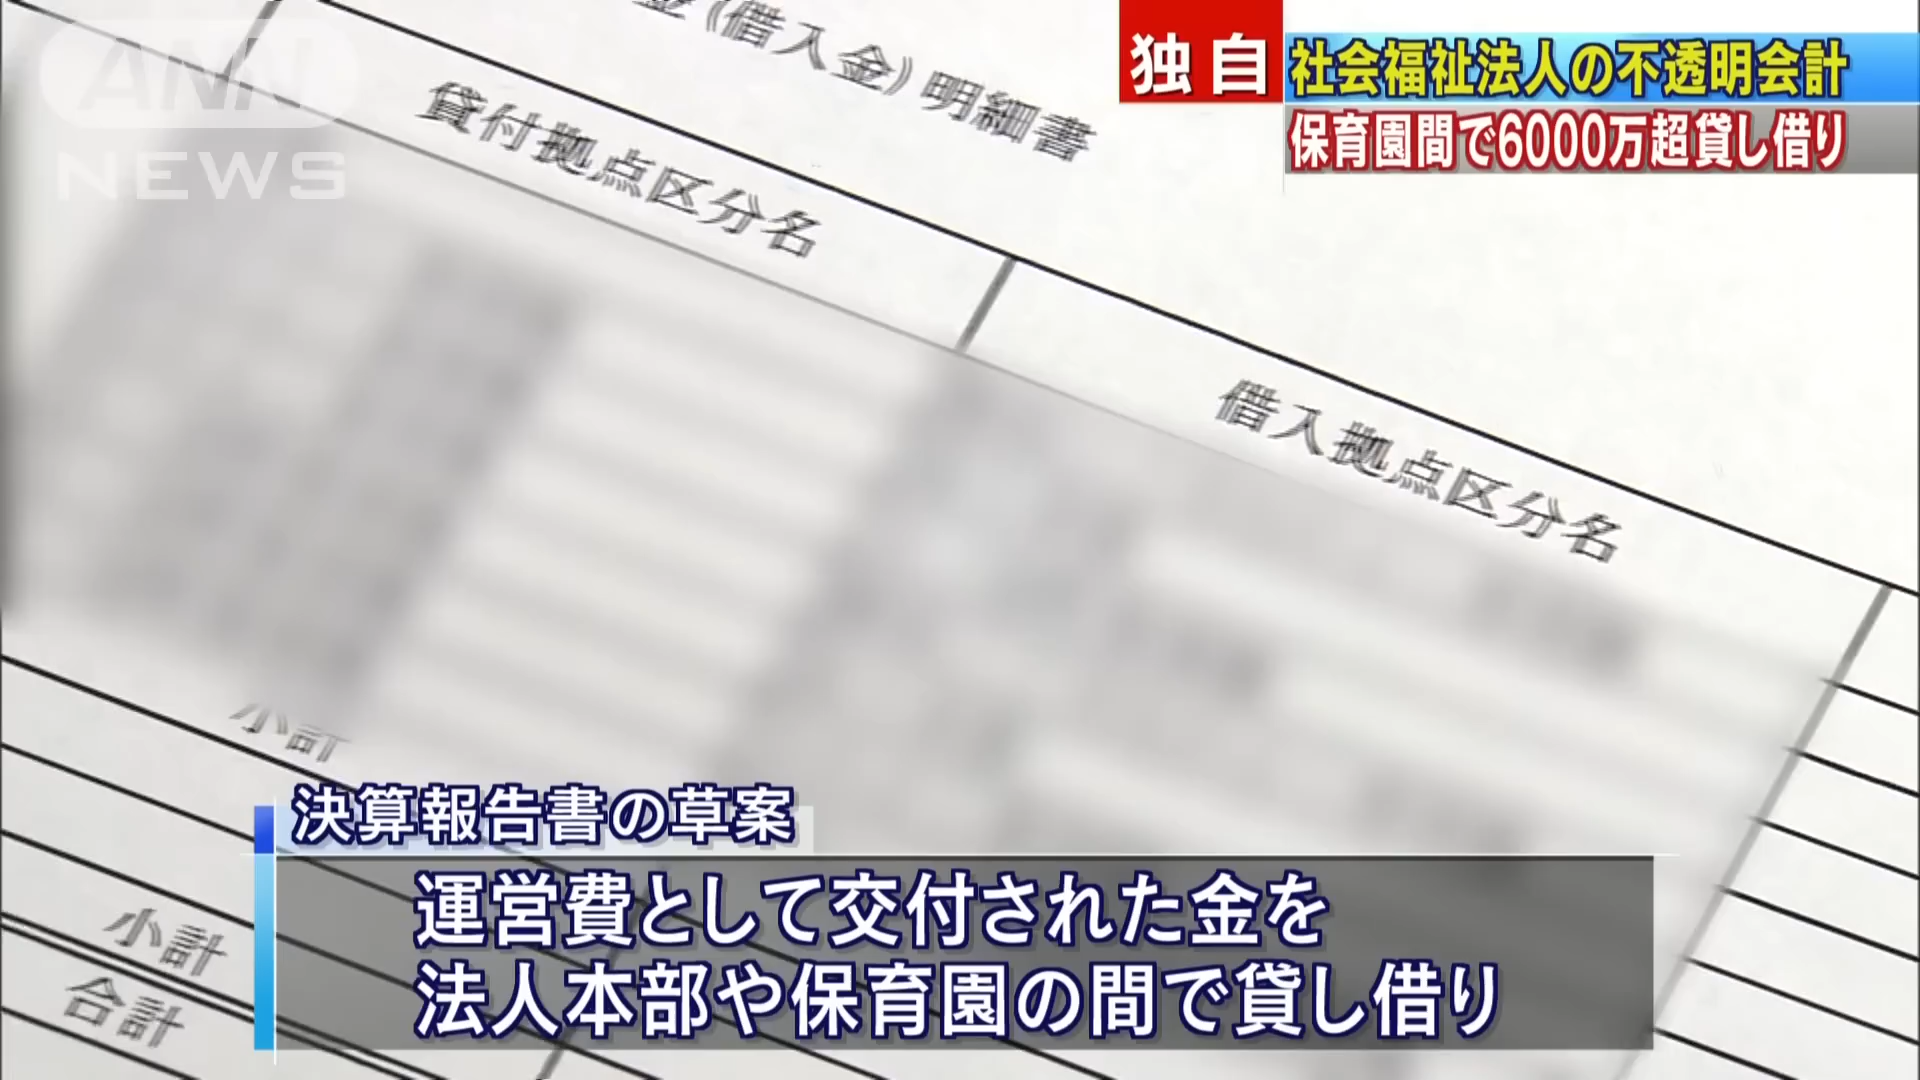 ANN
NEWS
独自
社会福祉法人の不透明会計
保育園間で6000万超貸し借り
金(借入金)明細書
貸付拠点区分名
借入拠点区分名
小計
小計
合計
決算報告書の草案
運営費として交付された金を
法人本部や保育園の間で貸し借り